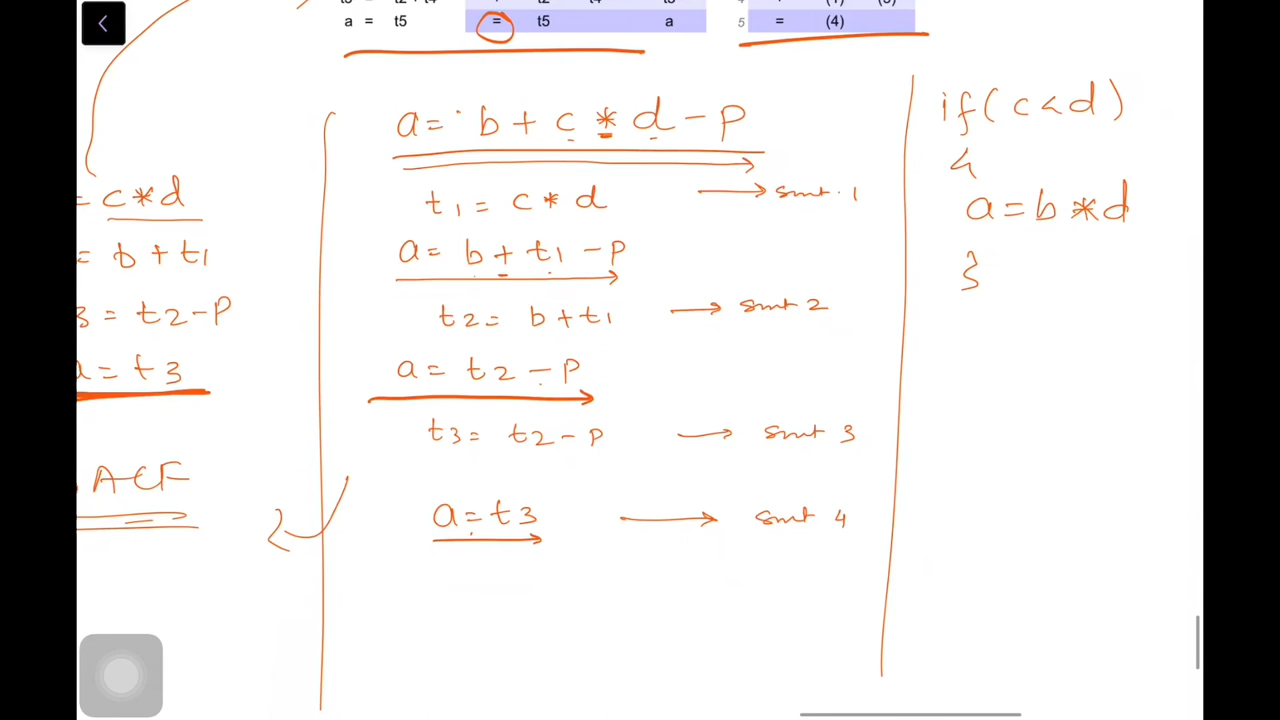 a = t5 = t5 a 5 = (4)
= c * d
= b + t1
3 = t2 - P
a = t3
ACF
a = b + c * d - P
t1 = c * d → smt . 1
a = b + t1 - P
t2 = b + t1 → smt 2
a = t2 - P
t3 = t2 - P → smt 3
a = t3 → smt 4
if ( c < d )
{
a = b * d
}